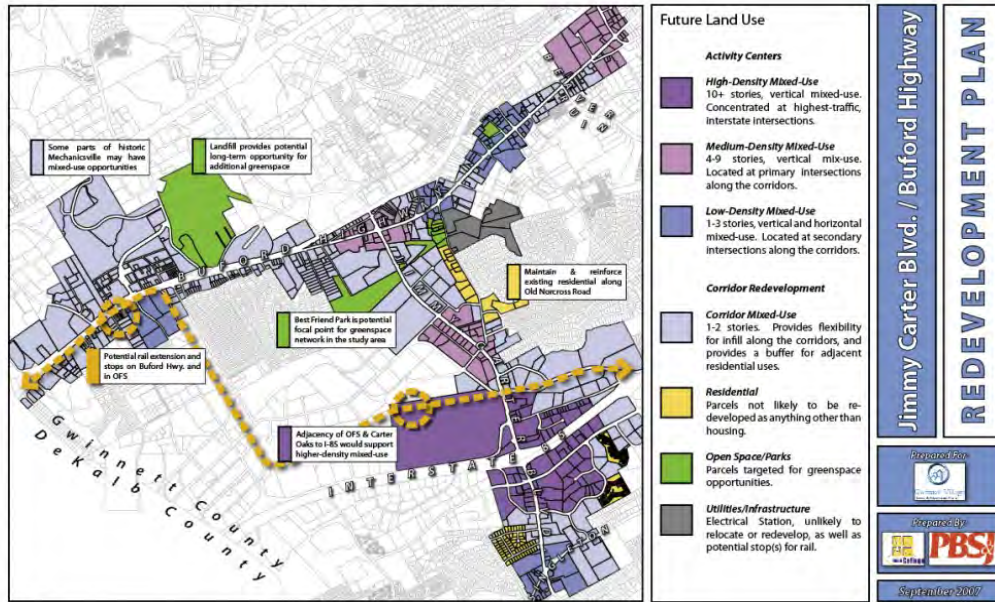 Some parts of historic
Mechanicsville may have
mixed-use opportunities
Landfill provides potential
long-term opportunity for
additional greenspace
BEAVER
RUIN
BUFORD HIGHWAY
Maintain & reinforce
existing residential along
Old Norcross Road
Best Friend Park is potential
focal point for greenspace
network in the study area
JIMMY CARTER BLVD
Potential rail extension and
stops on Buford Hwy. and
in OFS
Adjacency of OFS & Carter
Oaks to I-85 would support
higher-density mixed-use
INTERSTATE 85
Gwinnett County
DeKalb County
Future Land Use
Activity Centers
High-Density Mixed-Use
10+ stories, vertical mixed-use.
Concentrated at highest-traffic,
interstate intersections.
Medium-Density Mixed-Use
4-9 stories, vertical mix-use.
Located at primary intersections
along the corridors.
Low-Density Mixed-Use
1-3 stories, vertical and horizontal
mixed-use. Located at secondary
intersections along the corridors.
Corridor Redevelopment
Corridor Mixed-Use
1-2 stories. Provides flexibility
for infill along the corridors, and
provides a buffer for adjacent
residential uses.
Residential
Parcels not likely to be re-
developed as anything other than
housing.
Open Space/Parks
Parcels targeted for greenspace
opportunities.
Utilities/Infrastructure
Electrical Station, unlikely to
relocate or redevelop, as well as
potential stop(s) for rail.
Jimmy Carter Blvd. / Buford Highway
REDEVELOPMENT PLAN
Prepared For:
Prepared By:
PBS&J
September 2007